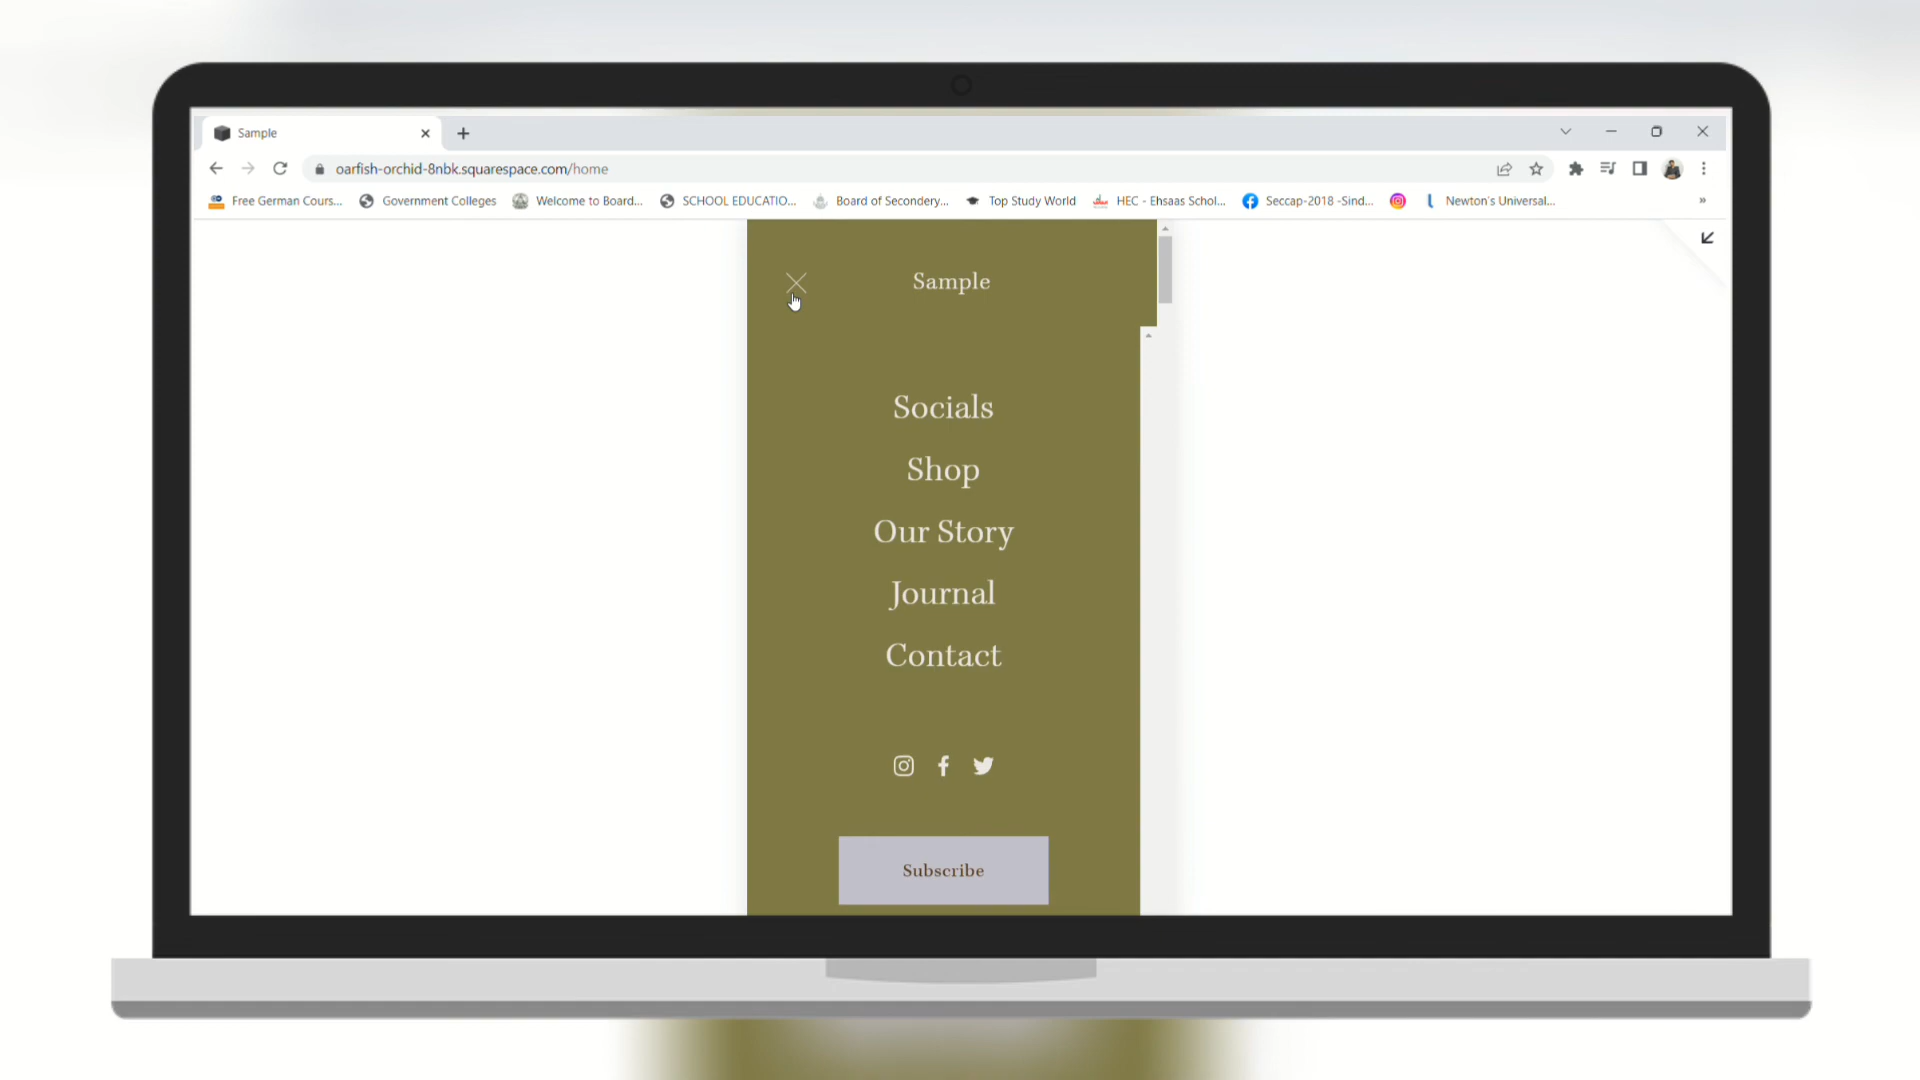 Sample
oarfish-orchid-8nbk.squarespace.com/home
Free German Cours... Government Colleges Welcome to Board... SCHOOL EDUCATIO... Board of Secondery... Top Study World HEC - Ehsaas Schol... Seccap-2018 -Sind... Newton's Universal... »
Sample
Socials
Shop
Our Story
Journal
Contact
Subscribe